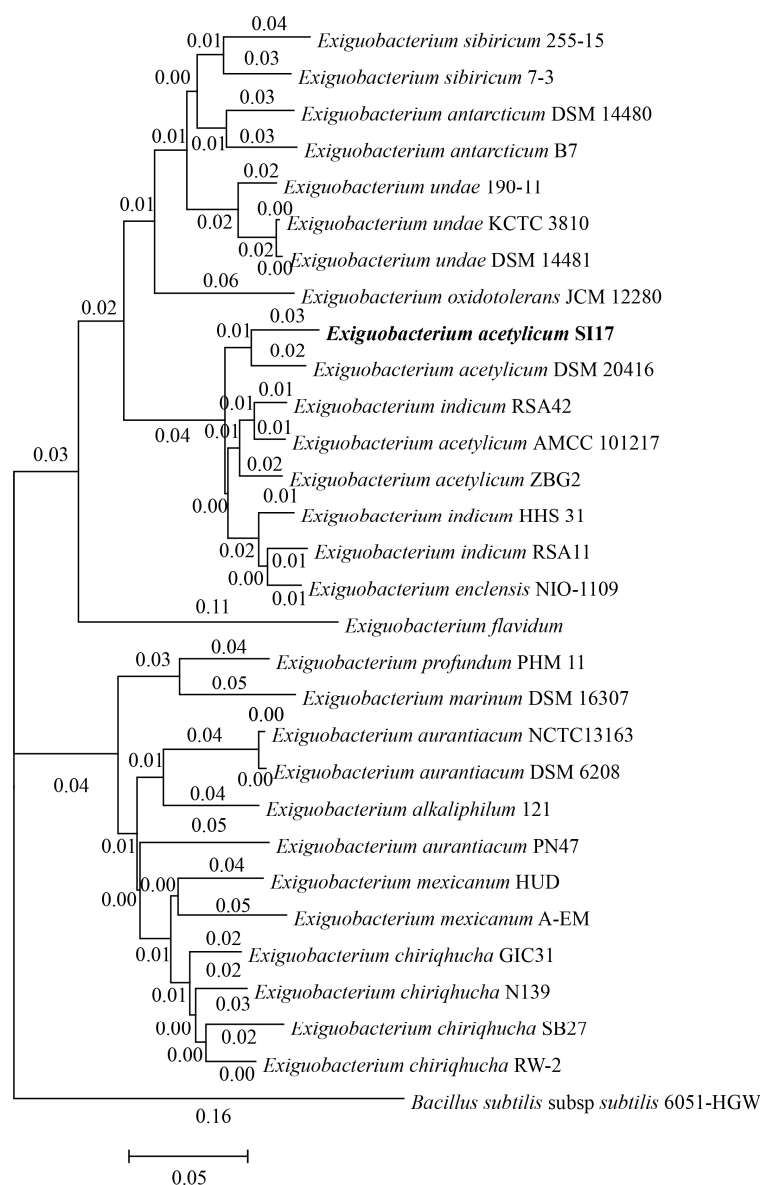 0.04
0.01
Exiguobacterium sibiricum 255-15
0.03
0.00
Exiguobacterium sibiricum 7-3
0.03
Exiguobacterium antarcticum DSM 14480
0.01
0.01
0.03
Exiguobacterium antarcticum B7
0.02
Exiguobacterium undae 190-11
0.01
0.00
0.02
Exiguobacterium undae KCTC 3810
0.02
Exiguobacterium undae DSM 14481
0.00
0.06
Exiguobacterium oxidotolerans JCM 12280
0.02
0.03
0.01
Exiguobacterium acetylicum SI17
0.02
Exiguobacterium acetylicum DSM 20416
0.01
0.01
Exiguobacterium indicum RSA42
0.04
0.01
0.01
Exiguobacterium acetylicum AMCC 101217
0.03
0.02
Exiguobacterium acetylicum ZBG2
0.00
0.01
Exiguobacterium indicum HHS 31
0.02
Exiguobacterium indicum RSA11
0.01
0.00
Exiguobacterium enclensis NIO-1109
0.01
0.11
Exiguobacterium flavidum
0.04
0.03
Exiguobacterium profundum PHM 11
0.05
Exiguobacterium marinum DSM 16307
0.00
0.04
Exiguobacterium aurantiacum NCTC13163
0.01
0.00
Exiguobacterium aurantiacum DSM 6208
0.04
0.04
Exiguobacterium alkaliphilum 121
0.05
0.01
Exiguobacterium aurantiacum PN47
0.04
0.00
0.00
Exiguobacterium mexicanum HUD
0.05
Exiguobacterium mexicanum A-EM
0.02
0.01
Exiguobacterium chiriqhucha GIC31
0.02
0.01
Exiguobacterium chiriqhucha N139
0.03
0.00
Exiguobacterium chiriqhucha SB27
0.02
0.00
Exiguobacterium chiriqhucha RW-2
0.00
Bacillus subtilis subsp subtilis 6051-HGW
0.16
0.05